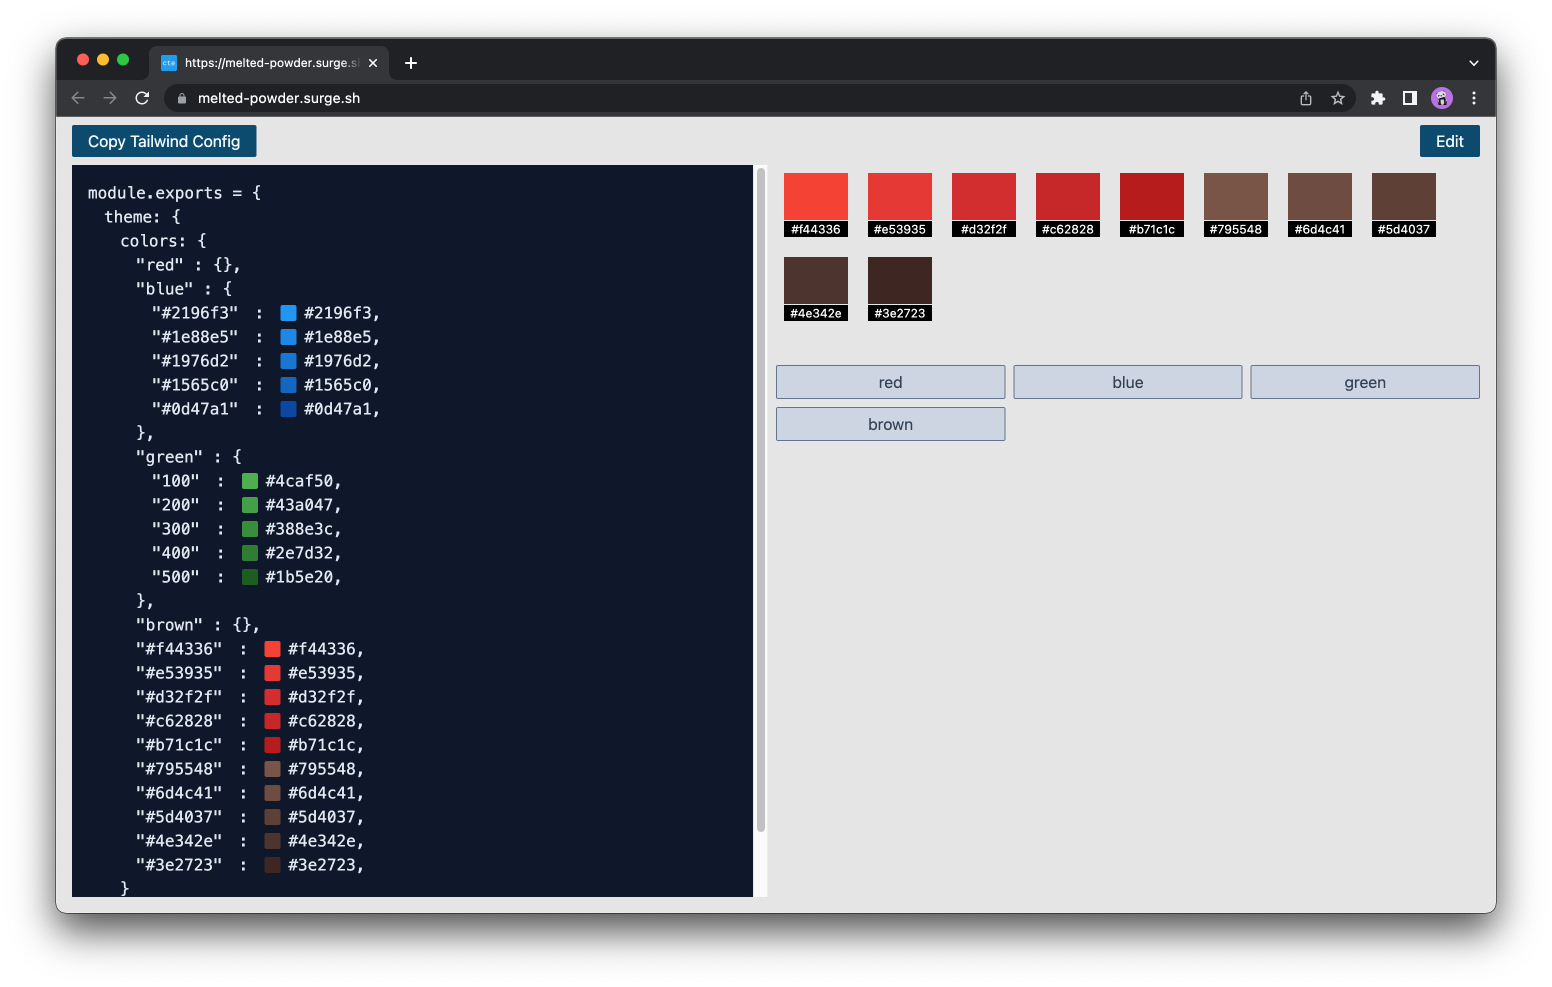 cte https://melted-powder.surge.s
melted-powder.surge.sh
Copy Tailwind Config
Edit
module.exports = {
theme: {
colors: {
"red" : {},
"blue" : {
"#2196f3" : #2196f3,
"#1e88e5" : #1e88e5,
"#1976d2" : #1976d2,
"#1565c0" : #1565c0,
"#0d47a1" : #0d47a1,
},
"green" : {
"100" : #4caf50,
"200" : #43a047,
"300" : #388e3c,
"400" : #2e7d32,
"500" : #1b5e20,
},
"brown" : {},
"#f44336" : #f44336,
"#e53935" : #e53935,
"#d32f2f" : #d32f2f,
"#c62828" : #c62828,
"#b71c1c" : #b71c1c,
"#795548" : #795548,
"#6d4c41" : #6d4c41,
"#5d4037" : #5d4037,
"#4e342e" : #4e342e,
"#3e2723" : #3e2723,
}
#f44336 #e53935 #d32f2f #c62828 #b71c1c #795548 #6d4c41 #5d4037
#4e342e #3e2723
red blue green
brown